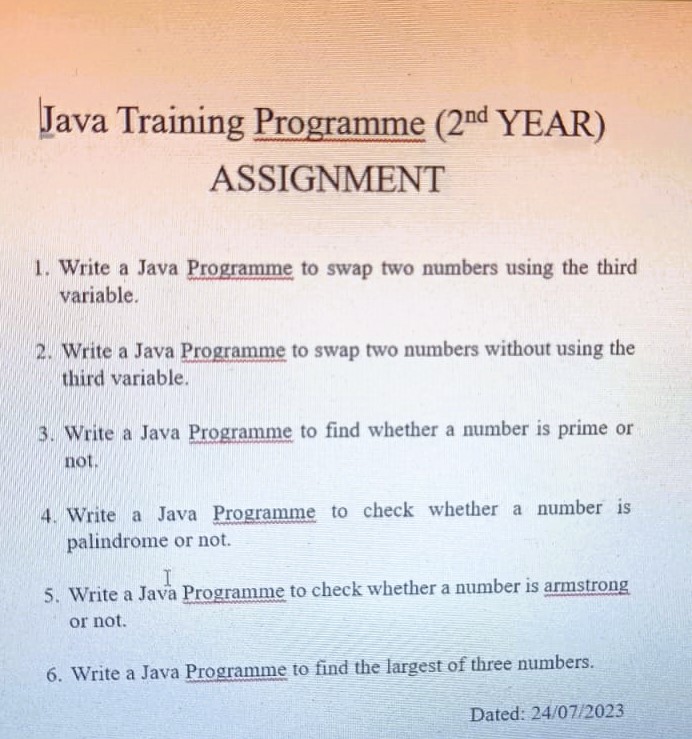 Java Training Programme (2nd YEAR)
ASSIGNMENT
1. Write a Java Programme to swap two numbers using the third
variable.
2. Write a Java Programme to swap two numbers without using the
third variable.
3. Write a Java Programme to find whether a number is prime or
not.
4. Write a Java Programme to check whether a number is
palindrome or not.
5. Write a Java Programme to check whether a number is armstrong
or not.
6. Write a Java Programme to find the largest of three numbers.
Dated: 24/07/2023